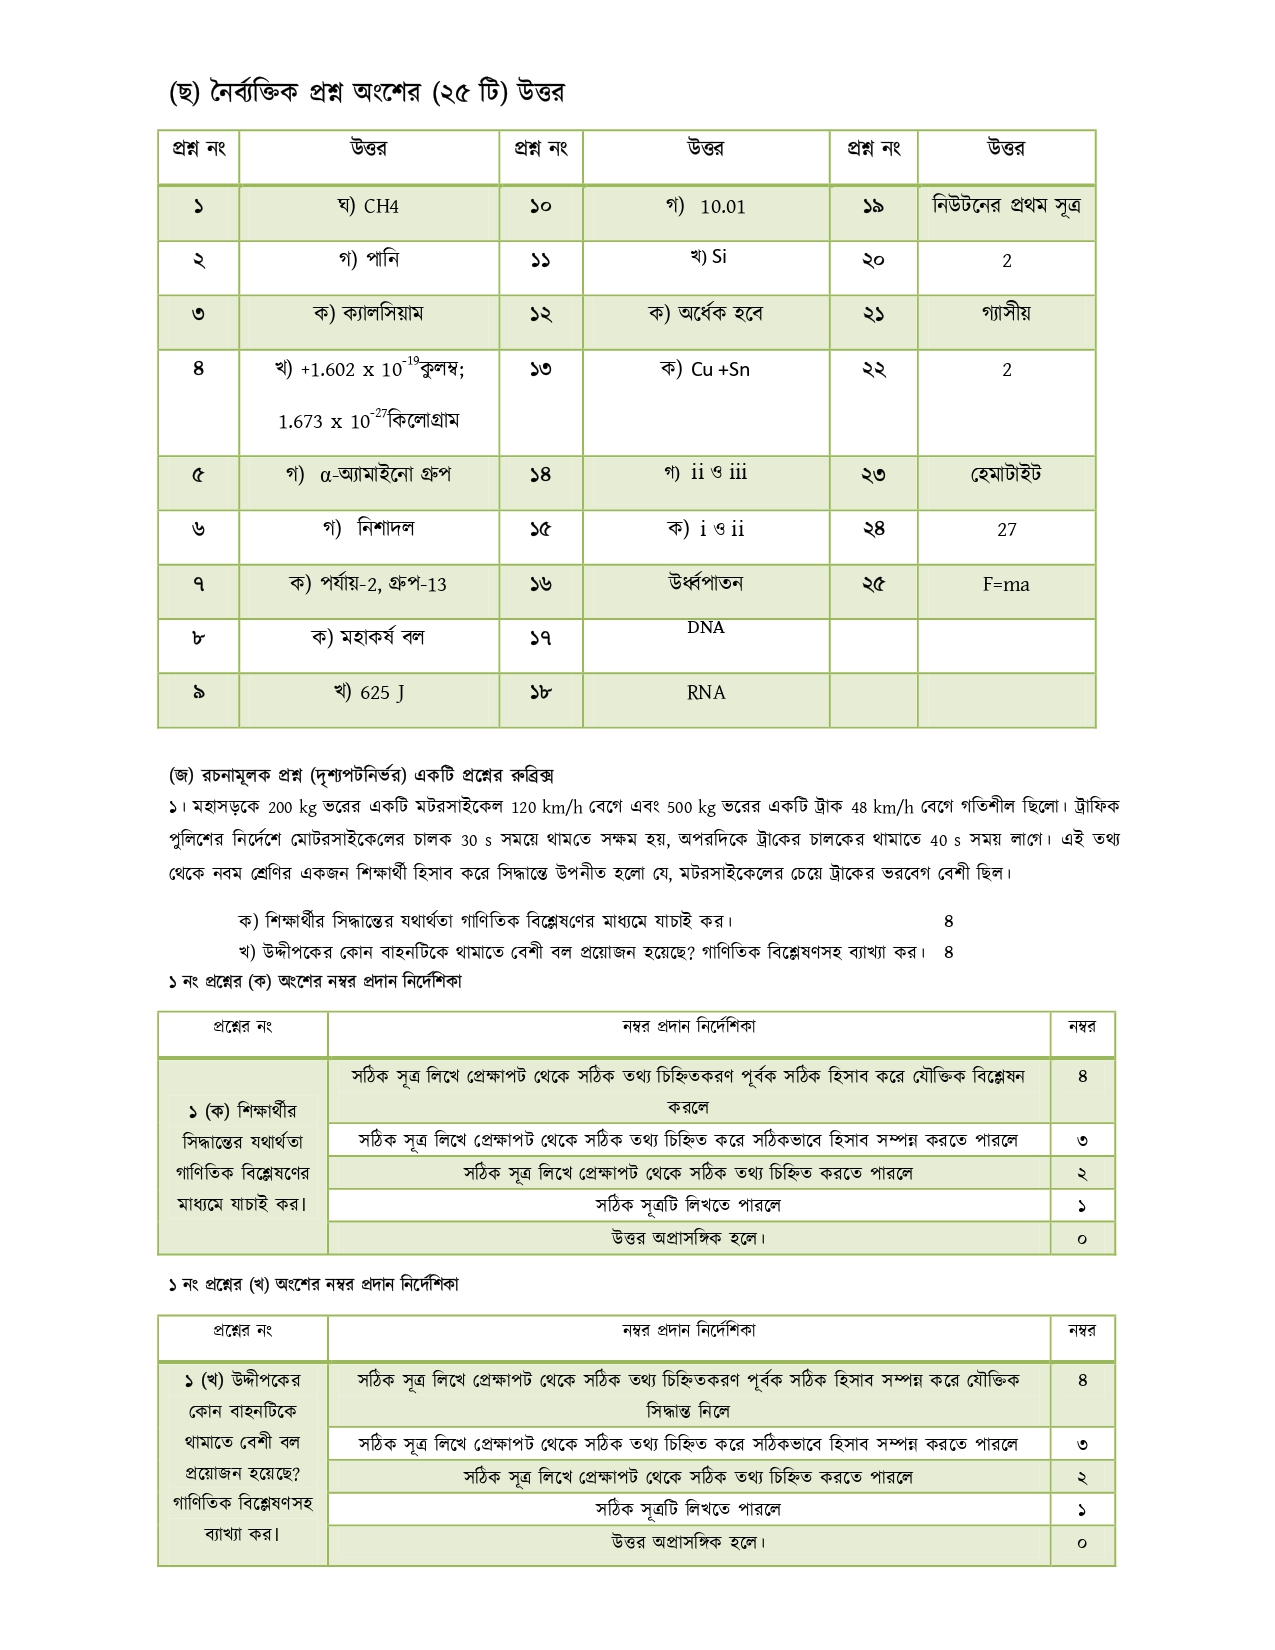 (ছ) নৈর্ব্যক্তিক প্রশ্ন অংশের (২৫ টি) উত্তর
প্রশ্ন নং উত্তর প্রশ্ন নং উত্তর প্রশ্ন নং উত্তর
১ ঘ) CH4 ১০ গ) 10.01 ১৯ নিউটনের প্রথম সূত্র
২ গ) পানি ১১ খ) Si ২০ 2
৩ ক) ক্যালসিয়াম ১২ ক) অর্ধেক হবে ২১ গ্যাসীয়
৪ খ) +1.602 x 10-19কুলম্ব; ১৩ ক) Cu +Sn ২২ 2
1.673 x 10-27কিলোগ্রাম
৫ গ) α-অ্যামাইনো গ্রুপ ১৪ গ) ii ও iii ২৩ হেমাটাইট
৬ গ) নিশাদল ১৫ ক) i ও ii ২৪ 27
৭ ক) পর্যায়-2, গ্রুপ-13 ১৬ উর্ধ্বপাতন ২৫ F=ma
৮ ক) মহাকর্ষ বল ১৭ DNA
৯ খ) 625 J ১৮ RNA
(জ) রচনামূলক প্রশ্ন (দৃশ্যপটনির্ভর) একটি প্রশ্নের রুব্রিক্স
১। মহাসড়কে 200 kg ভরের একটি মটরসাইকেল 120 km/h বেগে এবং 500 kg ভরের একটি ট্রাক 48 km/h বেগে গতিশীল ছিলো। ট্রাফিক
পুলিশের নির্দেশে মোটরসাইকেলের চালক 30 s সময়ে থামতে সক্ষম হয়, অপরদিকে ট্রাকের চালকের থামাতে 40 s সময় লাগে। এই তথ্য
থেকে নবম শ্রেণির একজন শিক্ষার্থী হিসাব করে সিদ্ধান্তে উপনীত হলো যে, মটরসাইকেলের চেয়ে ট্রাকের ভরবেগ বেশী ছিল।
ক) শিক্ষার্থীর সিদ্ধান্তের যথার্থতা গাণিতিক বিশ্লেষণের মাধ্যমে যাচাই কর। ৪
খ) উদ্দীপকের কোন বাহনটিকে থামাতে বেশী বল প্রয়োজন হয়েছে? গাণিতিক বিশ্লেষণসহ ব্যাখ্যা কর। ৪
১ নং প্রশ্নের (ক) অংশের নম্বর প্রদান নির্দেশিকা
প্রশ্নের নং নম্বর প্রদান নির্দেশিকা নম্বর
১ (ক) শিক্ষার্থীর
সিদ্ধান্তের যথার্থতা
গাণিতিক বিশ্লেষণের
মাধ্যমে যাচাই কর।
সঠিক সূত্র লিখে প্রেক্ষাপট থেকে সঠিক তথ্য চিহ্নিতকরণ পূর্বক সঠিক হিসাব করে যৌক্তিক বিশ্লেষন ৪
করলে
সঠিক সূত্র লিখে প্রেক্ষাপট থেকে সঠিক তথ্য চিহ্নিত করে সঠিকভাবে হিসাব সম্পন্ন করতে পারলে ৩
সঠিক সূত্র লিখে প্রেক্ষাপট থেকে সঠিক তথ্য চিহ্নিত করতে পারলে ২
সঠিক সূত্রটি লিখতে পারলে ১
উত্তর অপ্রাসঙ্গিক হলে। ০
১ নং প্রশ্নের (খ) অংশের নম্বর প্রদান নির্দেশিকা
প্রশ্নের নং নম্বর প্রদান নির্দেশিকা নম্বর
১ (খ) উদ্দীপকের
কোন বাহনটিকে
থামাতে বেশী বল
প্রয়োজন হয়েছে?
গাণিতিক বিশ্লেষণসহ
ব্যাখ্যা কর।
সঠিক সূত্র লিখে প্রেক্ষাপট থেকে সঠিক তথ্য চিহ্নিতকরণ পূর্বক সঠিক হিসাব সম্পন্ন করে যৌক্তিক ৪
সিদ্ধান্ত নিলে
সঠিক সূত্র লিখে প্রেক্ষাপট থেকে সঠিক তথ্য চিহ্নিত করে সঠিকভাবে হিসাব সম্পন্ন করতে পারলে ৩
সঠিক সূত্র লিখে প্রেক্ষাপট থেকে সঠিক তথ্য চিহ্নিত করতে পারলে ২
সঠিক সূত্রটি লিখতে পারলে ১
উত্তর অপ্রাসঙ্গিক হলে। ০